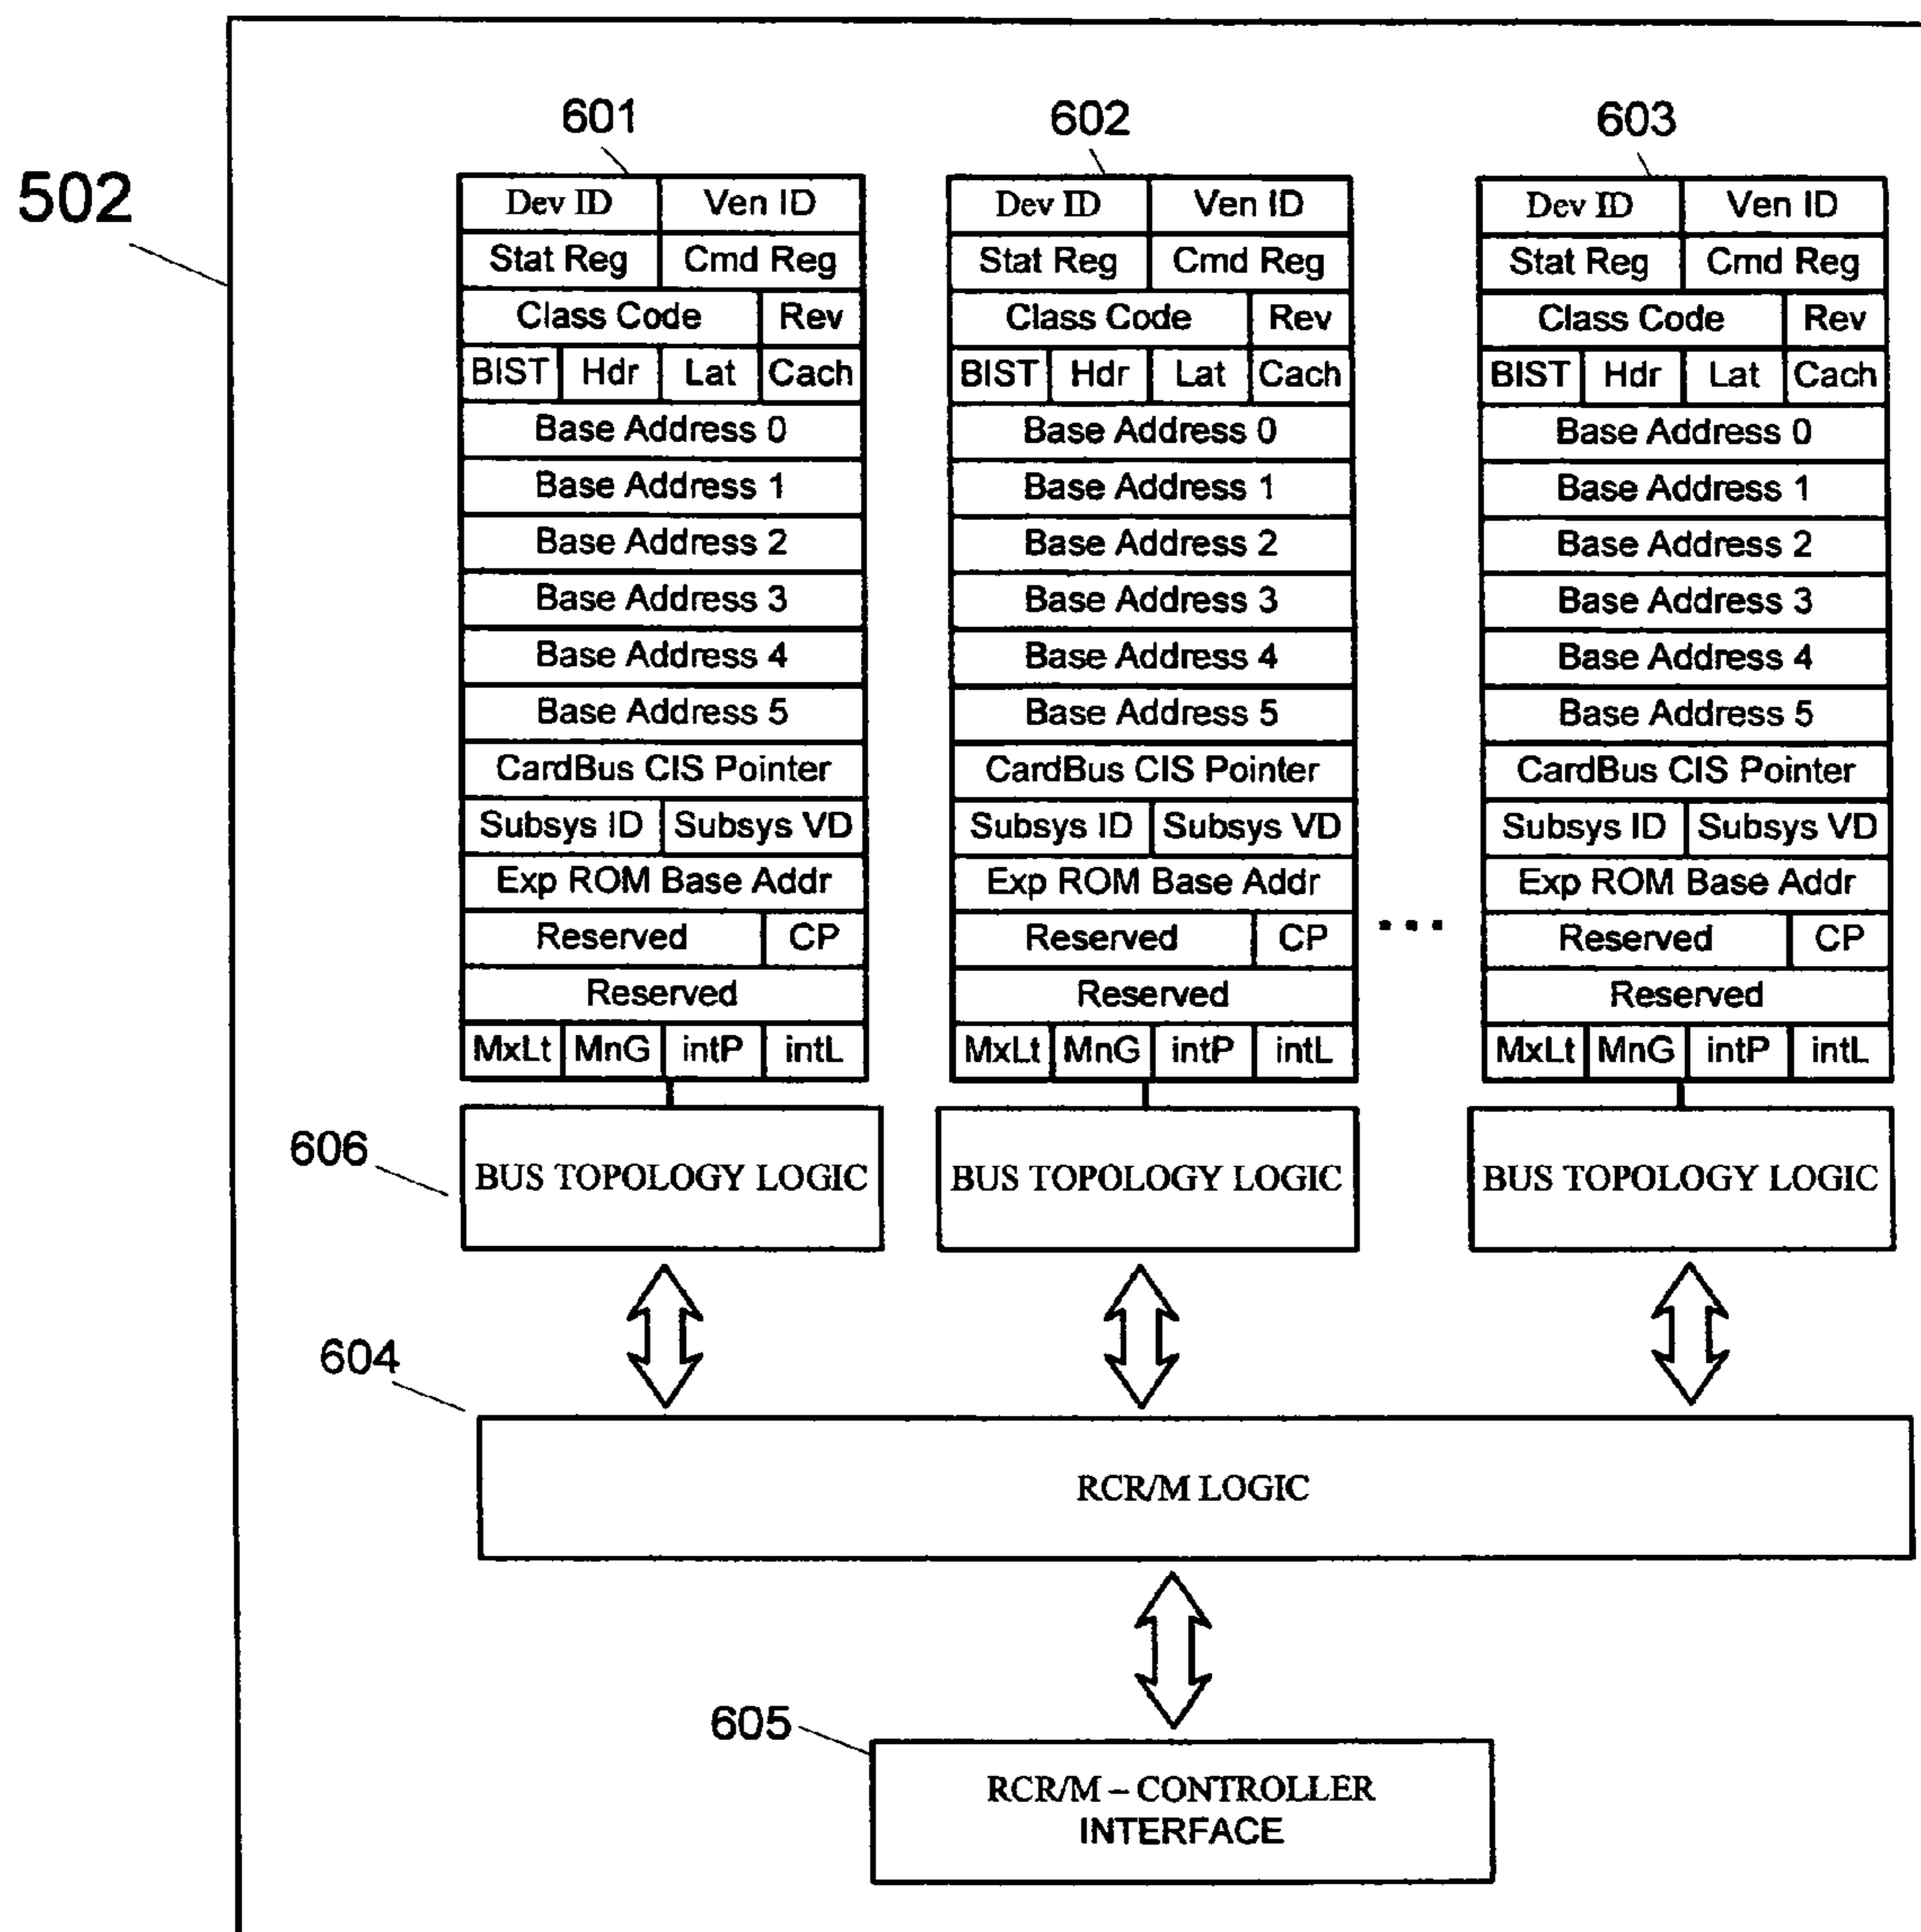 601 602 603
502
Dev ID Ven ID Dev ID Ven ID Dev ID Ven ID
Stat Reg Cmd Reg Stat Reg Cmd Reg Stat Reg Cmd Reg
Class Code Rev Class Code Rev Class Code Rev
BIST Hdr Lat Cach BIST Hdr Lat Cach BIST Hdr Lat Cach
Base Address 0 Base Address 0 Base Address 0
Base Address 1 Base Address 1 Base Address 1
Base Address 2 Base Address 2 Base Address 2
Base Address 3 Base Address 3 Base Address 3
Base Address 4 Base Address 4 Base Address 4
Base Address 5 Base Address 5 Base Address 5
CardBus CIS Pointer CardBus CIS Pointer CardBus CIS Pointer
Subsys ID Subsys VD Subsys ID Subsys VD Subsys ID Subsys VD
Exp ROM Base Addr Exp ROM Base Addr Exp ROM Base Addr
Reserved CP Reserved CP ... Reserved CP
Reserved Reserved Reserved
MxLt MnG intP intL MxLt MnG intP intL MxLt MnG intP intL
606 BUS TOPOLOGY LOGIC BUS TOPOLOGY LOGIC BUS TOPOLOGY LOGIC
604
RCR/M LOGIC
605
RCR/M – CONTROLLER
INTERFACE